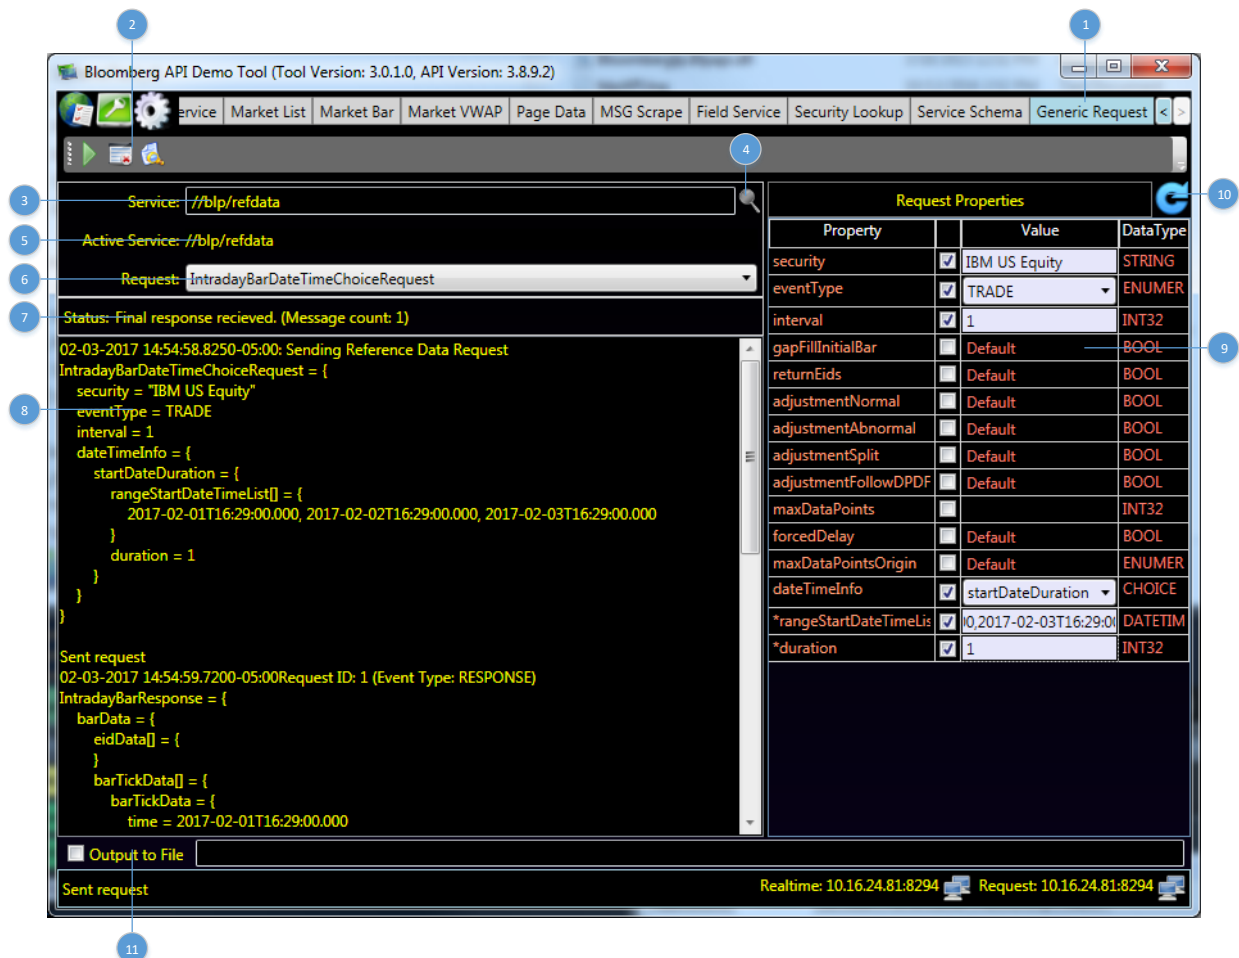 2
1
Bloomberg API Demo Tool (Tool Version: 3.0.1.0, API Version: 3.8.9.2)
ervice Market List Market Bar Market VWAP Page Data MSG Scrape Field Service Security Lookup Service Schema Generic Request < >
4
3 Service: //blp/refdata
Request Properties 10
5 Active Service: //blp/refdata
6 Request: IntradayBarDateTimeChoiceRequest
7 Status: Final response recieved. (Message count: 1)
8
02-03-2017 14:54:58.8250-05:00: Sending Reference Data Request
IntradayBarDateTimeChoiceRequest = {
security = "IBM US Equity"
eventType = TRADE
interval = 1
dateTimeInfo = {
startDateDuration = {
rangeStartDateTimeList[] = {
2017-02-01T16:29:00.000, 2017-02-02T16:29:00.000, 2017-02-03T16:29:00.000
}
duration = 1
}
}
}
Sent request
02-03-2017 14:54:59.7200-05:00Request ID: 1 (Event Type: RESPONSE)
IntradayBarResponse = {
barData = {
eidData[] = {
}
barTickData[] = {
barTickData = {
time = 2017-02-01T16:29:00.000
Property Value DataType
security IBM US Equity STRING
eventType TRADE ENUMER
interval 1 INT32
gapFillInitialBar Default BOOL 9
returnEids Default BOOL
adjustmentNormal Default BOOL
adjustmentAbnormal Default BOOL
adjustmentSplit Default BOOL
adjustmentFollowDPDF Default BOOL
maxDataPoints INT32
forcedDelay Default BOOL
maxDataPointsOrigin Default ENUMER
dateTimeInfo startDateDuration CHOICE
*rangeStartDateTimeLis 00,2017-02-03T16:29:00 DATETIM
*duration 1 INT32
Output to File
Sent request Realtime: 10.16.24.81:8294 Request: 10.16.24.81:8294
11